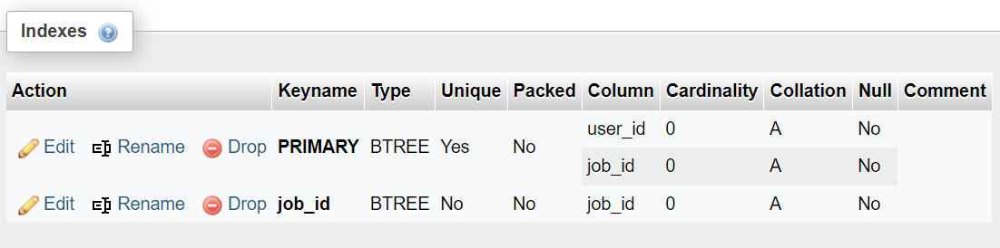 Indexes
Action Keyname Type Unique Packed Column Cardinality Collation Null Comment
Edit Rename Drop PRIMARY BTREE Yes No user_id 0 A No
job_id 0 A No
Edit Rename Drop job_id BTREE No No job_id 0 A No